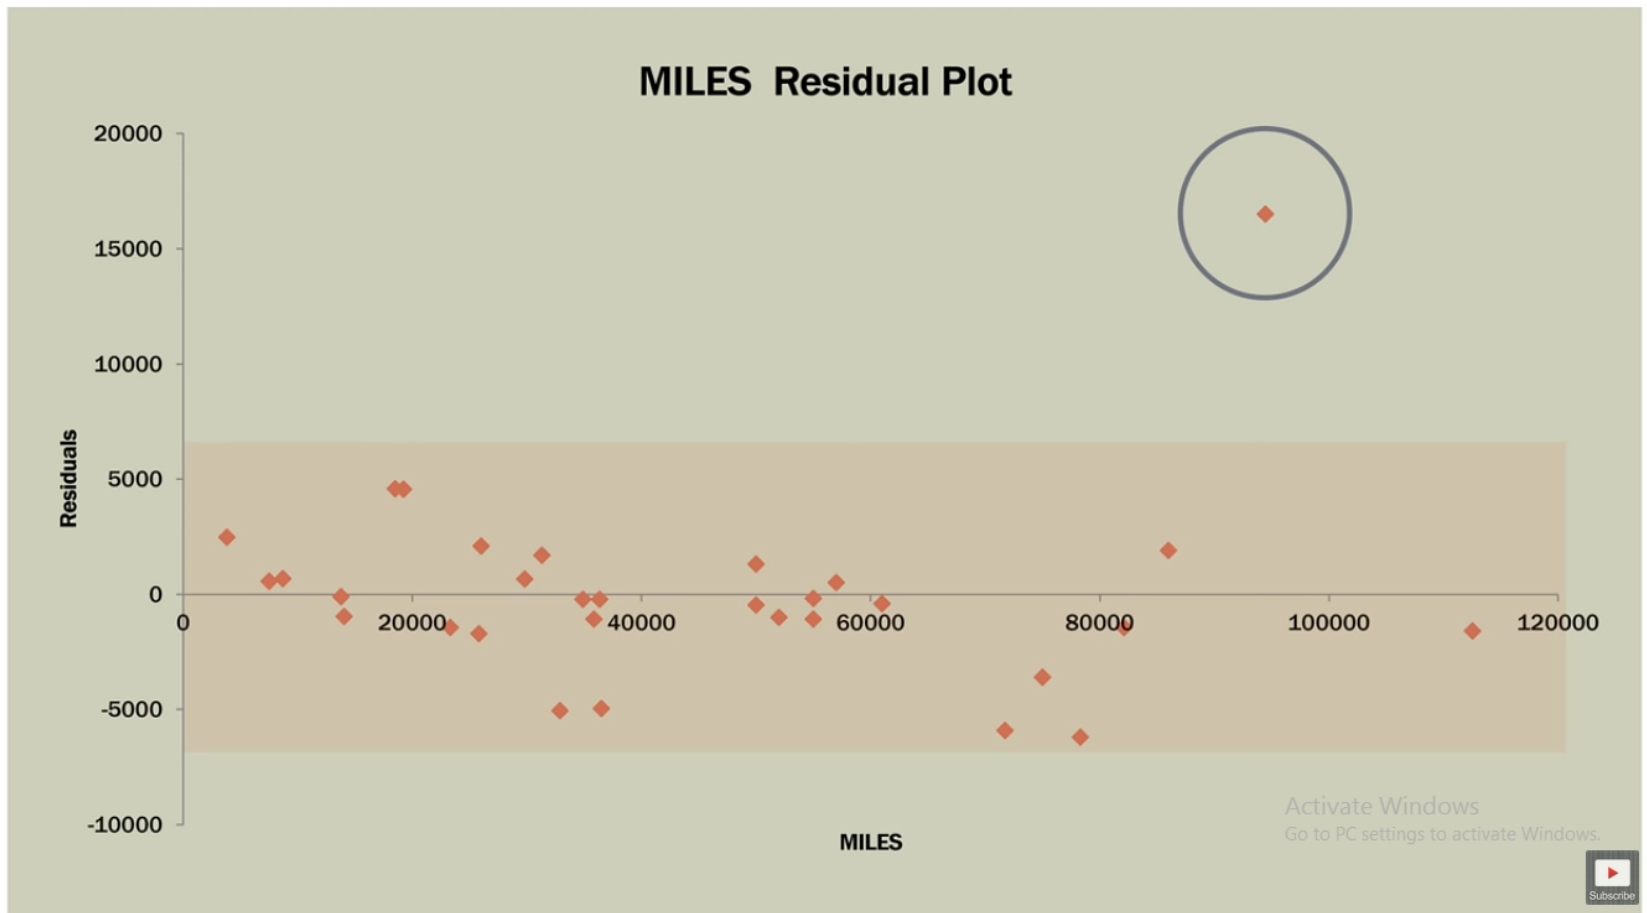 MILES  Residual Plot
20000
15000
10000
5000
0
-5000
-10000
Residuals
0 20000 40000 60000 80000 100000 120000
MILES
Activate Windows
Go to PC settings to activate Windows.
Subscribe